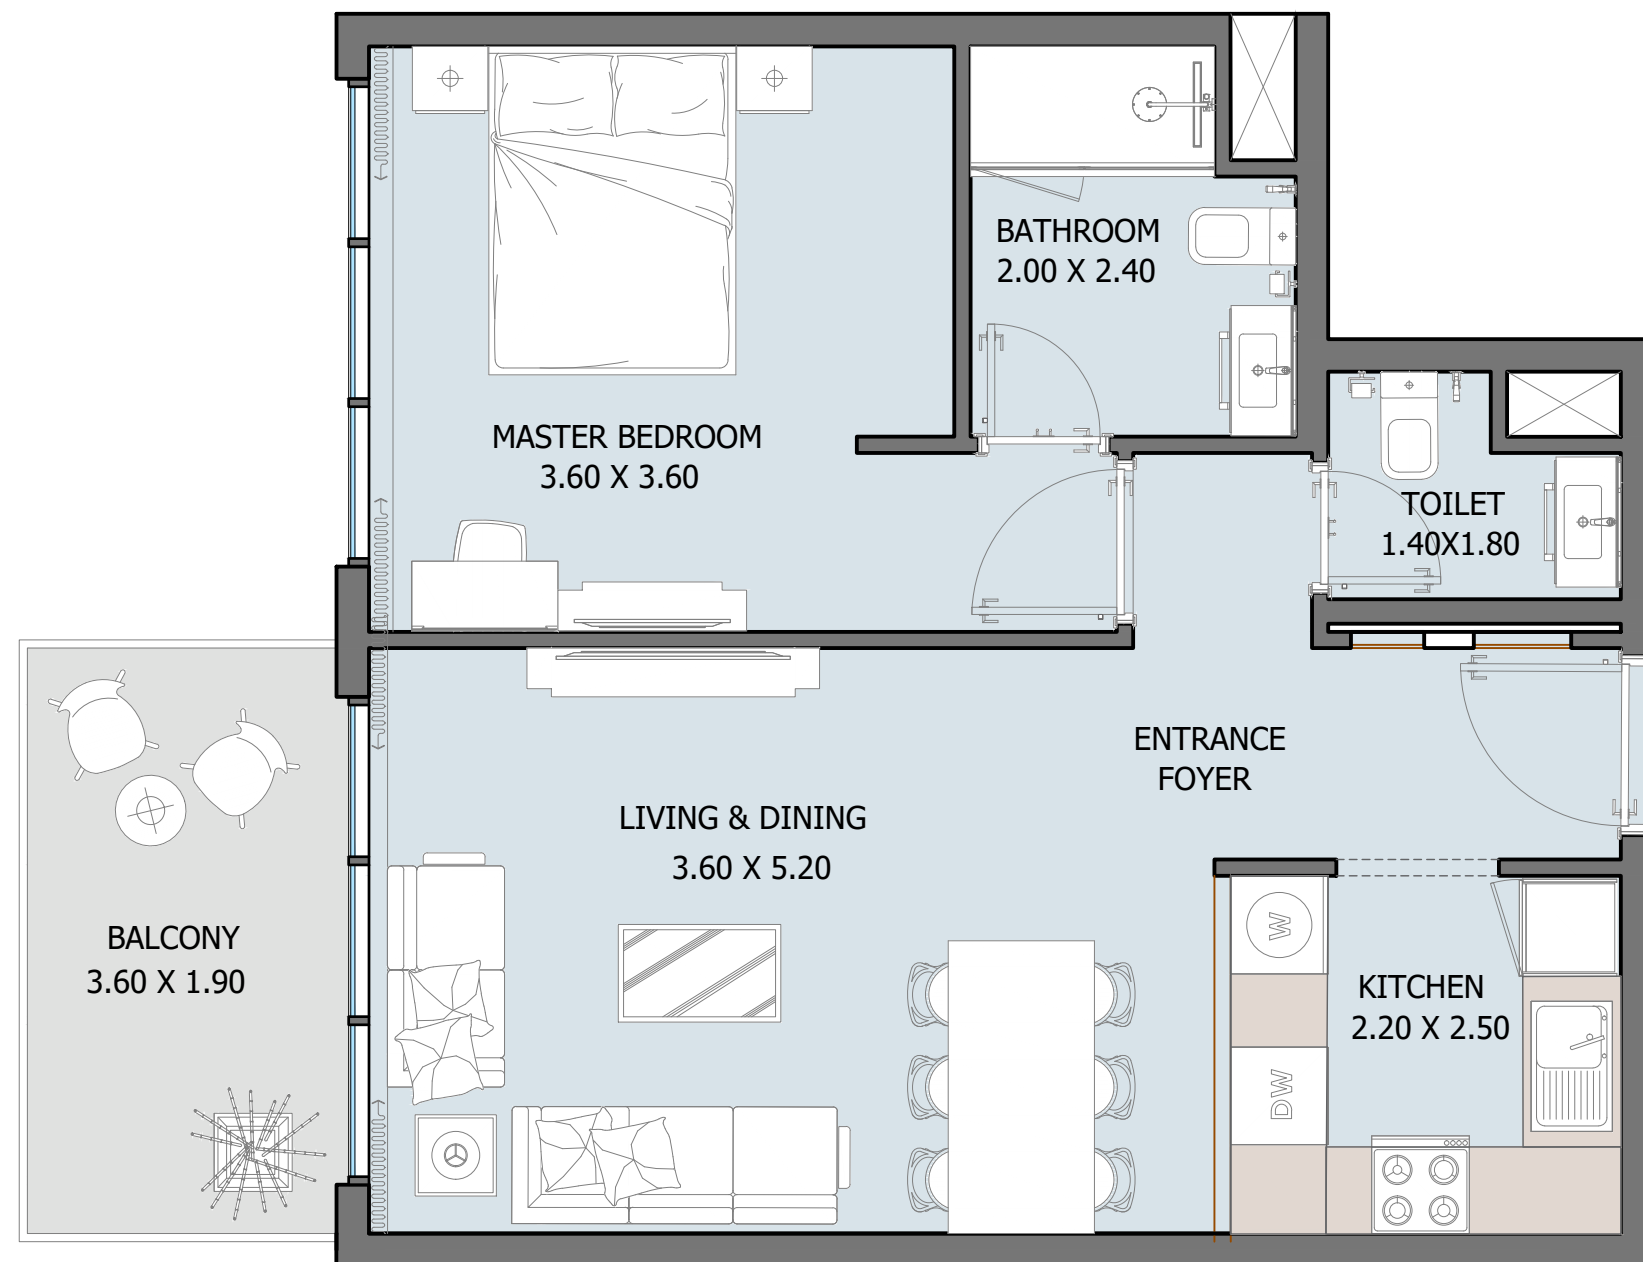 BATHROOM
2.00 X 2.40
MASTER BEDROOM
3.60 X 3.60
TOILET
1.40X1.80
ENTRANCE
FOYER
LIVING & DINING
3.60 X 5.20
BALCONY
3.60 X 1.90
W
KITCHEN
2.20 X 2.50
DW